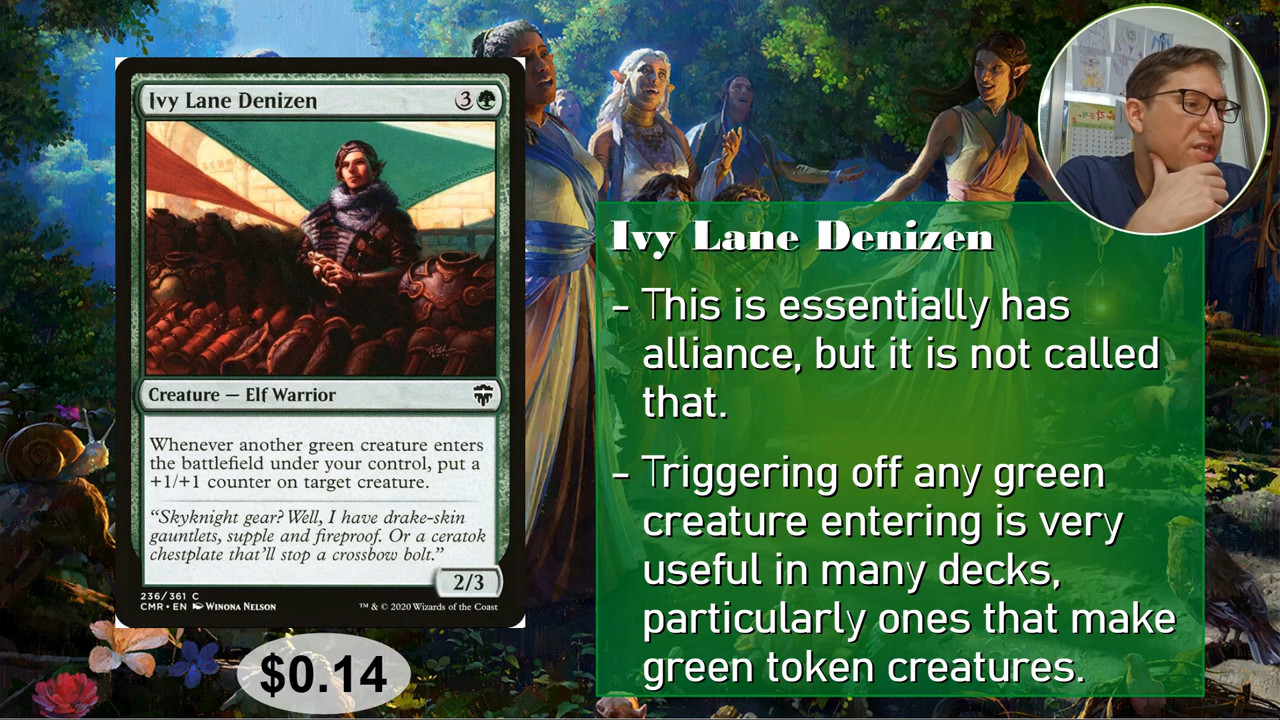 Ivy Lane Denizen 3
Creature — Elf Warrior
Whenever another green creature enters
the battlefield under your control, put a
+1/+1 counter on target creature.
“Skyknight gear? Well, I have drake-skin
gauntlets, supple and fireproof. Or a ceratok
chestplate that’ll stop a crossbow bolt.”
2/3
236/361 C
CMR • EN Winona Nelson ™ & © 2020 Wizards of the Coast
$0.14
Ivy Lane Denizen
- This is essentially has
alliance, but it is not called
that.
- Triggering off any green
creature entering is very
useful in many decks,
particularly ones that make
green token creatures.